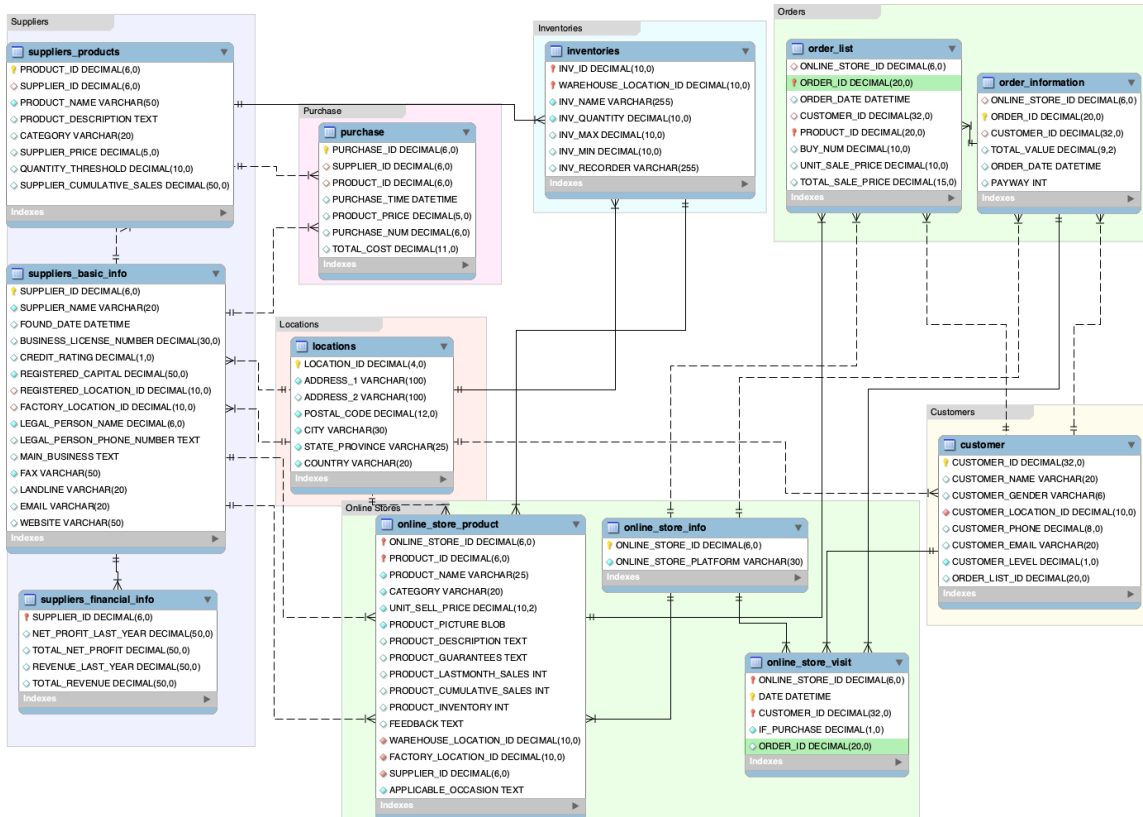 Suppliers
suppliers_products
PRODUCT_ID DECIMAL(6,0)
SUPPLIER_ID DECIMAL(6,0)
PRODUCT_NAME VARCHAR(50)
PRODUCT_DESCRIPTION TEXT
CATEGORY VARCHAR(20)
SUPPLIER_PRICE DECIMAL(5,0)
QUANTITY_THRESHOLD DECIMAL(10,0)
SUPPLIER_CUMULATIVE_SALES DECIMAL(50,0)
Indexes
suppliers_basic_info
SUPPLIER_ID DECIMAL(6,0)
SUPPLIER_NAME VARCHAR(20)
FOUND_DATE DATETIME
BUSINESS_LICENSE_NUMBER DECIMAL(30,0)
CREDIT_RATING DECIMAL(1,0)
REGISTERED_CAPITAL DECIMAL(50,0)
REGISTERED_LOCATION_ID DECIMAL(10,0)
FACTORY_LOCATION_ID DECIMAL(10,0)
LEGAL_PERSON_NAME DECIMAL(6,0)
LEGAL_PERSON_PHONE_NUMBER TEXT
MAIN_BUSINESS TEXT
FAX VARCHAR(50)
LANDLINE VARCHAR(20)
EMAIL VARCHAR(20)
WEBSITE VARCHAR(50)
Indexes
suppliers_financial_info
SUPPLIER_ID DECIMAL(6,0)
NET_PROFIT_LAST_YEAR DECIMAL(50,0)
TOTAL_NET_PROFIT DECIMAL(50,0)
REVENUE_LAST_YEAR DECIMAL(50,0)
TOTAL_REVENUE DECIMAL(50,0)
Indexes
Purchase
purchase
PURCHASE_ID DECIMAL(6,0)
SUPPLIER_ID DECIMAL(6,0)
PRODUCT_ID DECIMAL(6,0)
PURCHASE_TIME DATETIME
PRODUCT_PRICE DECIMAL(5,0)
PURCHASE_NUM DECIMAL(6,0)
TOTAL_COST DECIMAL(11,0)
Indexes
Locations
locations
LOCATION_ID DECIMAL(4,0)
ADDRESS_1 VARCHAR(100)
ADDRESS_2 VARCHAR(100)
POSTAL_CODE DECIMAL(12,0)
CITY VARCHAR(30)
STATE_PROVINCE VARCHAR(25)
COUNTRY VARCHAR(20)
Indexes
Inventories
inventories
INV_ID DECIMAL(10,0)
WAREHOUSE_LOCATION_ID DECIMAL(10,0)
INV_NAME VARCHAR(255)
INV_QUANTITY DECIMAL(10,0)
INV_MAX DECIMAL(10,0)
INV_MIN DECIMAL(10,0)
INV_RECORDER VARCHAR(255)
Indexes
Orders
order_list
ONLINE_STORE_ID DECIMAL(6,0)
ORDER_ID DECIMAL(20,0)
ORDER_DATE DATETIME
CUSTOMER_ID DECIMAL(32,0)
PRODUCT_ID DECIMAL(20,0)
BUY_NUM DECIMAL(10,0)
UNIT_SALE_PRICE DECIMAL(10,0)
TOTAL_SALE_PRICE DECIMAL(15,0)
Indexes
order_information
ONLINE_STORE_ID DECIMAL(6,0)
ORDER_ID DECIMAL(20,0)
CUSTOMER_ID DECIMAL(32,0)
TOTAL_VALUE DECIMAL(9,2)
ORDER_DATE DATETIME
PAYWAY INT
Indexes
Customers
customer
CUSTOMER_ID DECIMAL(32,0)
CUSTOMER_NAME VARCHAR(20)
CUSTOMER_GENDER VARCHAR(6)
CUSTOMER_LOCATION_ID DECIMAL(10,0)
CUSTOMER_PHONE DECIMAL(8,0)
CUSTOMER_EMAIL VARCHAR(20)
CUSTOMER_LEVEL DECIMAL(1,0)
ORDER_LIST_ID DECIMAL(20,0)
Indexes
Online Stores
online_store_product
ONLINE_STORE_ID DECIMAL(6,0)
PRODUCT_ID DECIMAL(6,0)
PRODUCT_NAME VARCHAR(25)
CATEGORY VARCHAR(20)
UNIT_SELL_PRICE DECIMAL(10,2)
PRODUCT_PICTURE BLOB
PRODUCT_DESCRIPTION TEXT
PRODUCT_GUARANTEES TEXT
PRODUCT_LASTMONTH_SALES INT
PRODUCT_CUMULATIVE_SALES INT
PRODUCT_INVENTORY INT
FEEDBACK TEXT
WAREHOUSE_LOCATION_ID DECIMAL(10,0)
FACTORY_LOCATION_ID DECIMAL(10,0)
SUPPLIER_ID DECIMAL(6,0)
APPLICABLE_OCCASION TEXT
Indexes
online_store_info
ONLINE_STORE_ID DECIMAL(6,0)
ONLINE_STORE_PLATFORM VARCHAR(30)
Indexes
online_store_visit
ONLINE_STORE_ID DECIMAL(6,0)
DATE DATETIME
CUSTOMER_ID DECIMAL(32,0)
IF_PURCHASE DECIMAL(1,0)
ORDER_ID DECIMAL(20,0)
Indexes